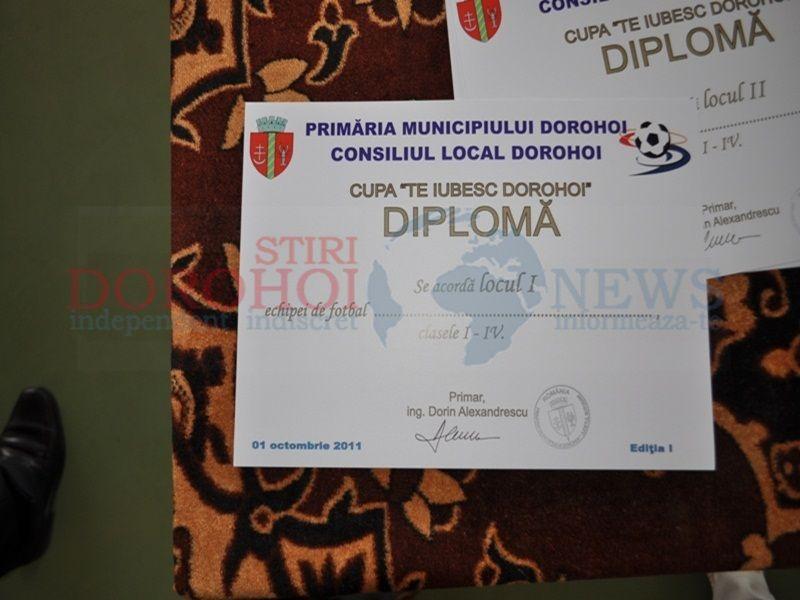 PRIMĂRIA MUNICIPIULUI DOROHOI
CONSILIUL LOCAL DOROHOI
CUPA "TE IUBESC DOROHOI"
DIPLOMĂ
Se acordă locul I
echipei de fotbal
clasele I - IV.
Primar,
ing. Dorin Alexandrescu
01 octombrie 2011
Ediţia I
CUPA "TE IUBESC DOROHOI
DIPLOMĂ
locul II
I - IV.
Primar,
n Alexandrescu
STIRI
DOROHOI NEWS
independent indiscret informeaza-te